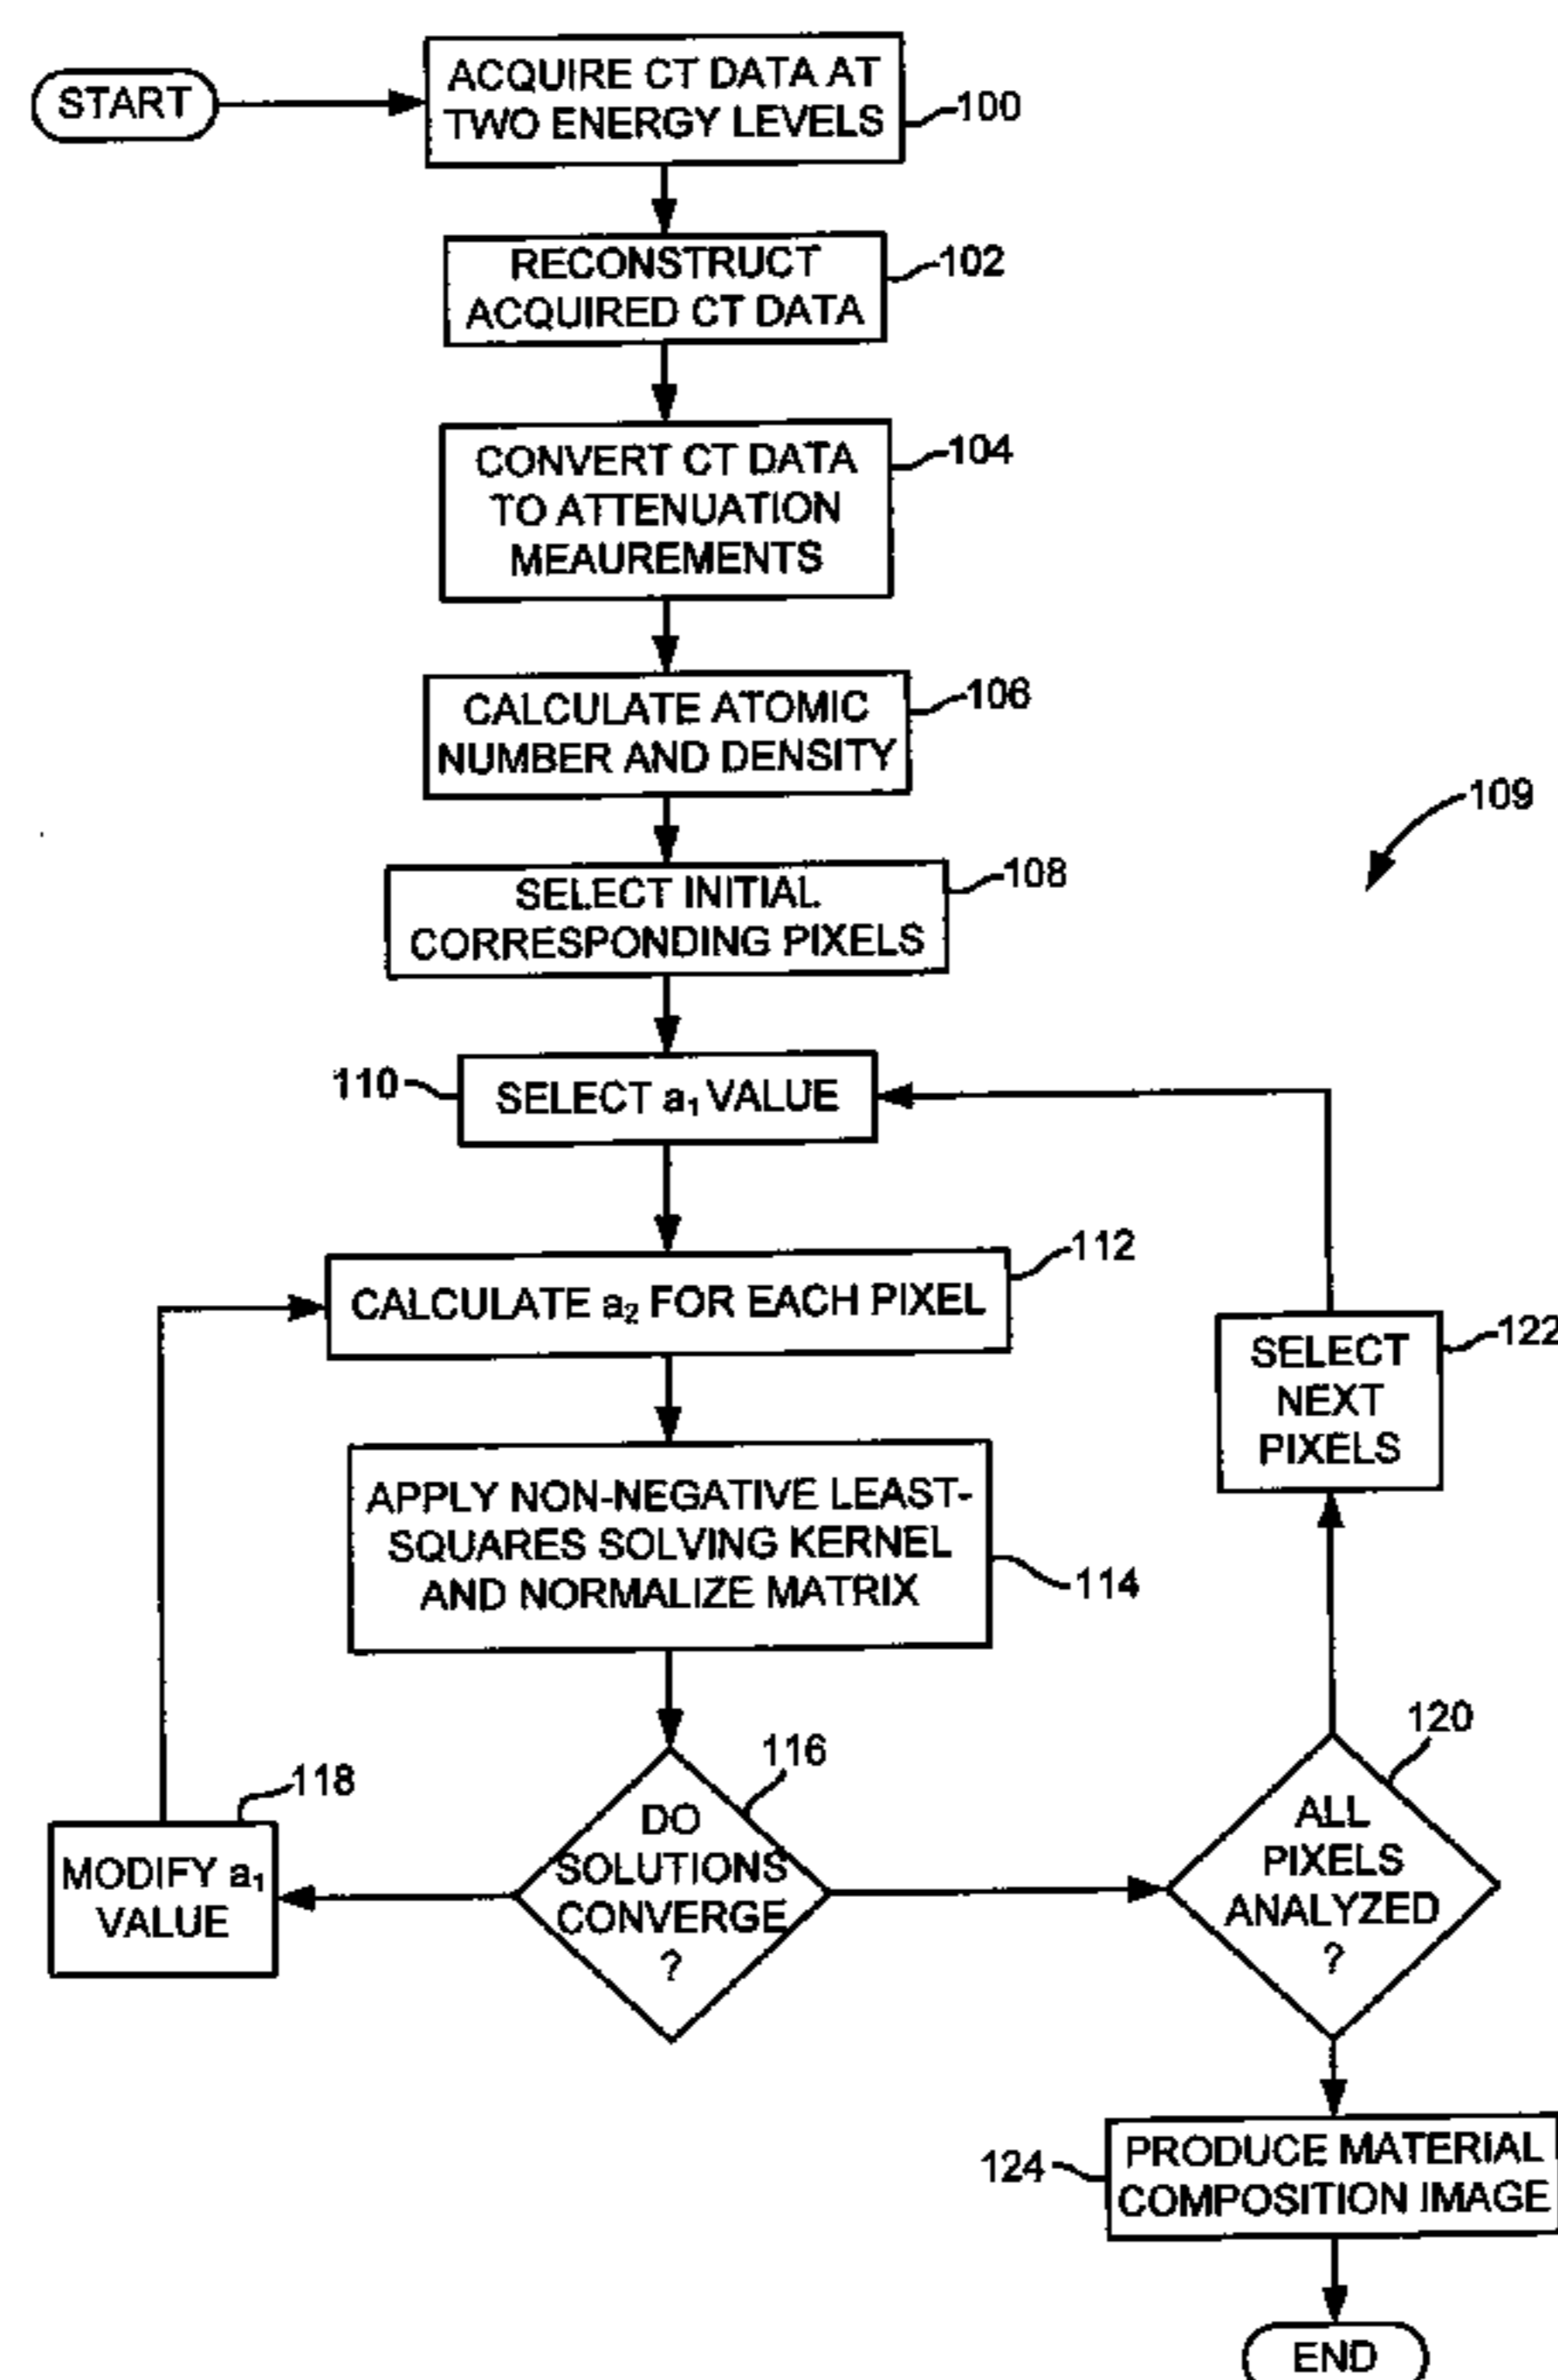 START
ACQUIRE CT DATA AT
TWO ENERGY LEVELS
100
RECONSTRUCT
ACQUIRED CT DATA
102
CONVERT CT DATA
TO ATTENUATION
MEAUREMENTS
104
CALCULATE ATOMIC
NUMBER AND DENSITY
106
109
SELECT INITIAL
CORRESPONDING PIXELS
108
110
SELECT a₁ VALUE
CALCULATE a₂ FOR EACH PIXEL
112
SELECT
NEXT
PIXELS
122
APPLY NON-NEGATIVE LEAST-
SQUARES SOLVING KERNEL
AND NORMALIZE MATRIX
114
118
MODIFY a₁
VALUE
116
DO
SOLUTIONS
CONVERGE
?
120
ALL
PIXELS
ANALYZED
?
124
PRODUCE MATERIAL
COMPOSITION IMAGE
END